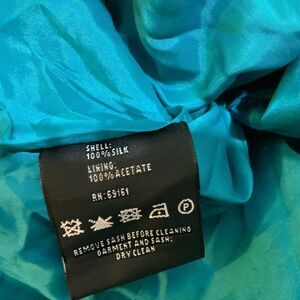 SHELL:
100% SILK
LINING:
100% ACETATE
RN: 69161
P
REMOVE SASH BEFORE CLEANING
GARMENT AND SASH;
DRY CLEAN